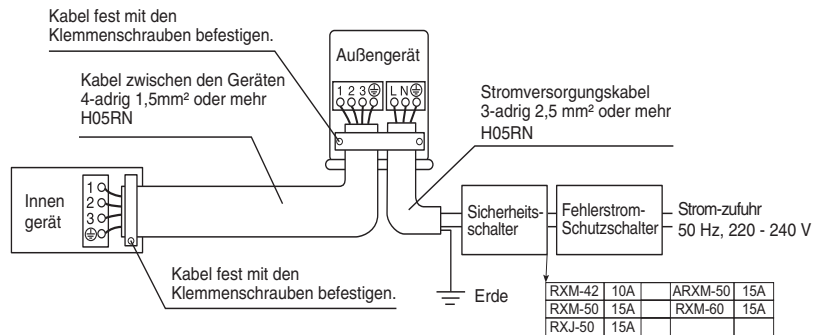 Kabel fest mit den
Klemmenschrauben befestigen.
Außengerät
Kabel zwischen den Geräten
4-adrig 1,5mm² oder mehr
H05RN
1 2 3 ⏚ L N ⏚
Stromversorgungskabel
3-adrig 2,5 mm² oder mehr
H05RN
Innen
gerät
1
2
3
⏚
Sicherheits-
schalter
Fehlerstrom-
Schutzschalter
Strom-zufuhr
50 Hz, 220 - 240 V
Kabel fest mit den
Klemmenschrauben befestigen.
Erde
RXM-42 10A ARXM-50 15A
RXM-50 15A RXM-60 15A
RXJ-50 15A